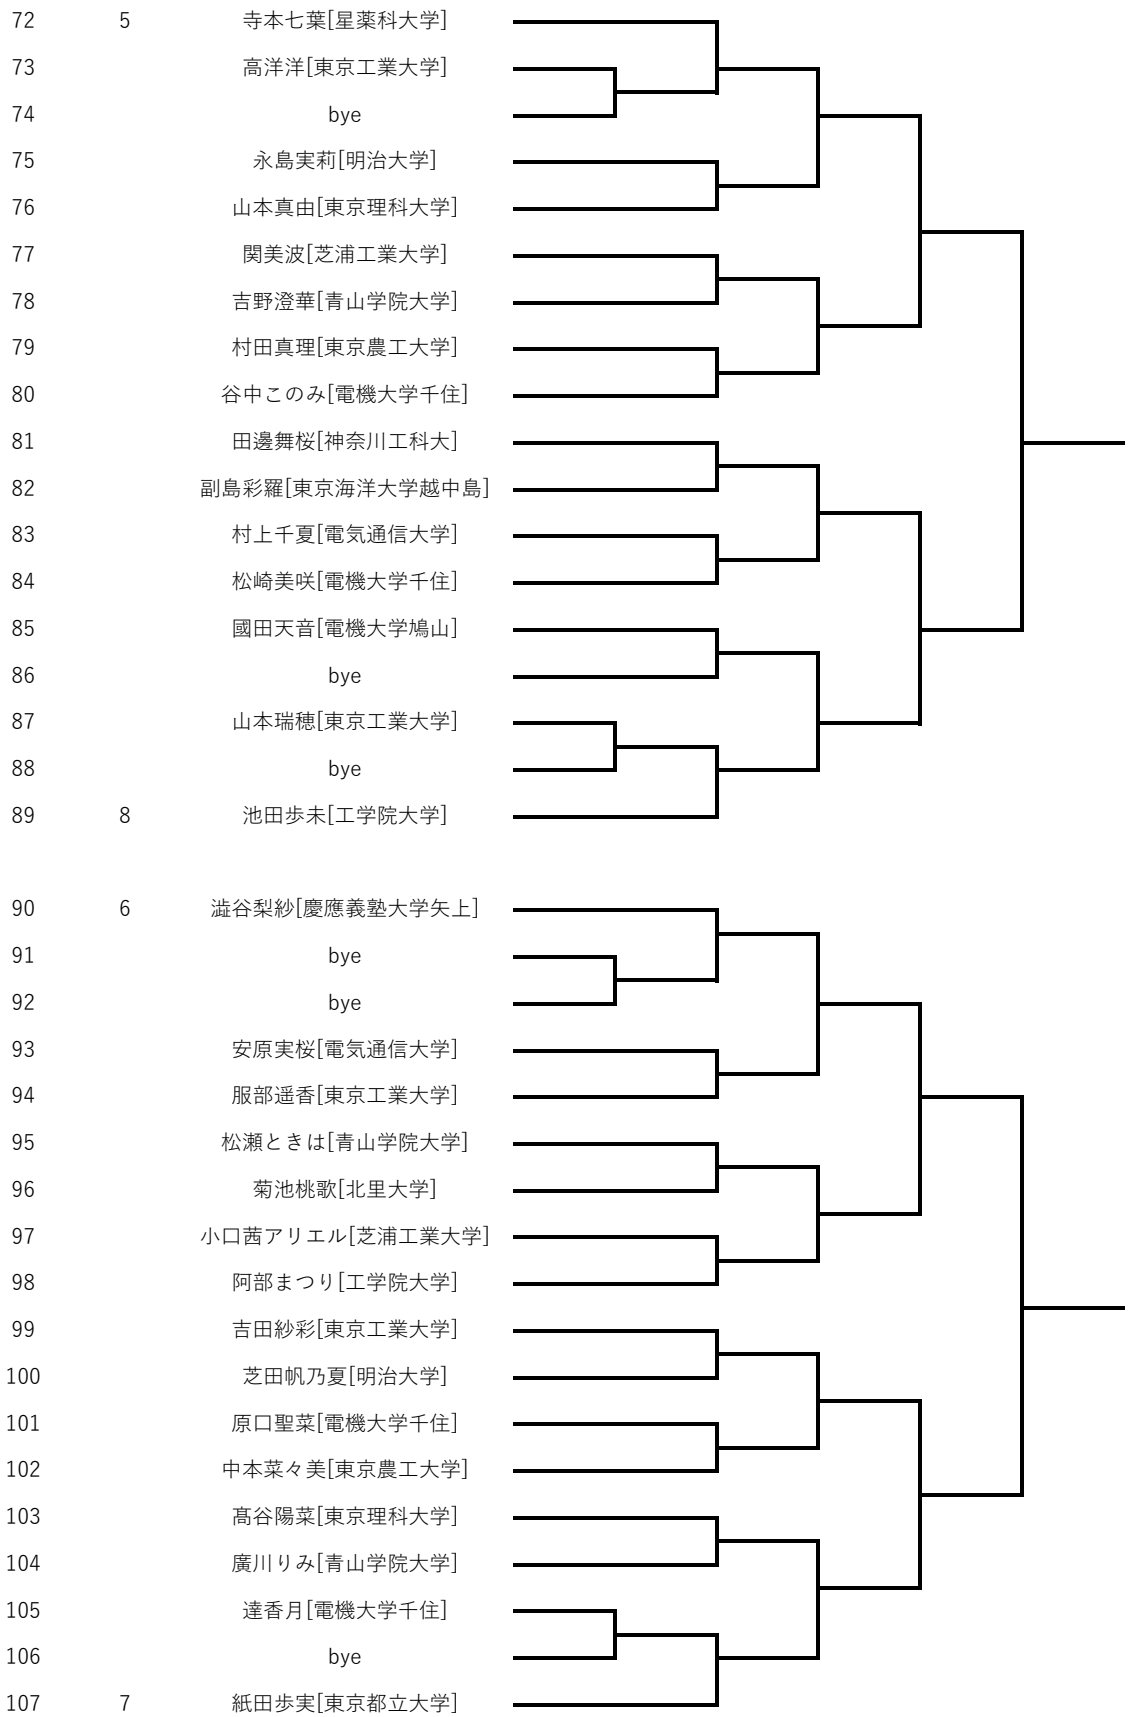 72 5 寺本七葉[星薬科大学]
73 高洋洋[東京工業大学]
74 bye
75 永島実莉[明治大学]
76 山本真由[東京理科大学]
77 関美波[芝浦工業大学]
78 吉野澄華[青山学院大学]
79 村田真理[東京農工大学]
80 谷中このみ[電機大学千住]
81 田邊舞桜[神奈川工科大]
82 副島彩羅[東京海洋大学越中島]
83 村上千夏[電気通信大学]
84 松崎美咲[電機大学千住]
85 國田天音[電機大学鳩山]
86 bye
87 山本瑞穂[東京工業大学]
88 bye
89 8 池田歩未[工学院大学]
90 6 澁谷梨紗[慶應義塾大学矢上]
91 bye
92 bye
93 安原実桜[電気通信大学]
94 服部遥香[東京工業大学]
95 松瀬ときは[青山学院大学]
96 菊池桃歌[北里大学]
97 小口茜アリエル[芝浦工業大学]
98 阿部まつり[工学院大学]
99 吉田紗彩[東京工業大学]
100 芝田帆乃夏[明治大学]
101 原口聖菜[電機大学千住]
102 中本菜々美[東京農工大学]
103 髙谷陽菜[東京理科大学]
104 廣川りみ[青山学院大学]
105 達香月[電機大学千住]
106 bye
107 7 紙田歩実[東京都立大学]